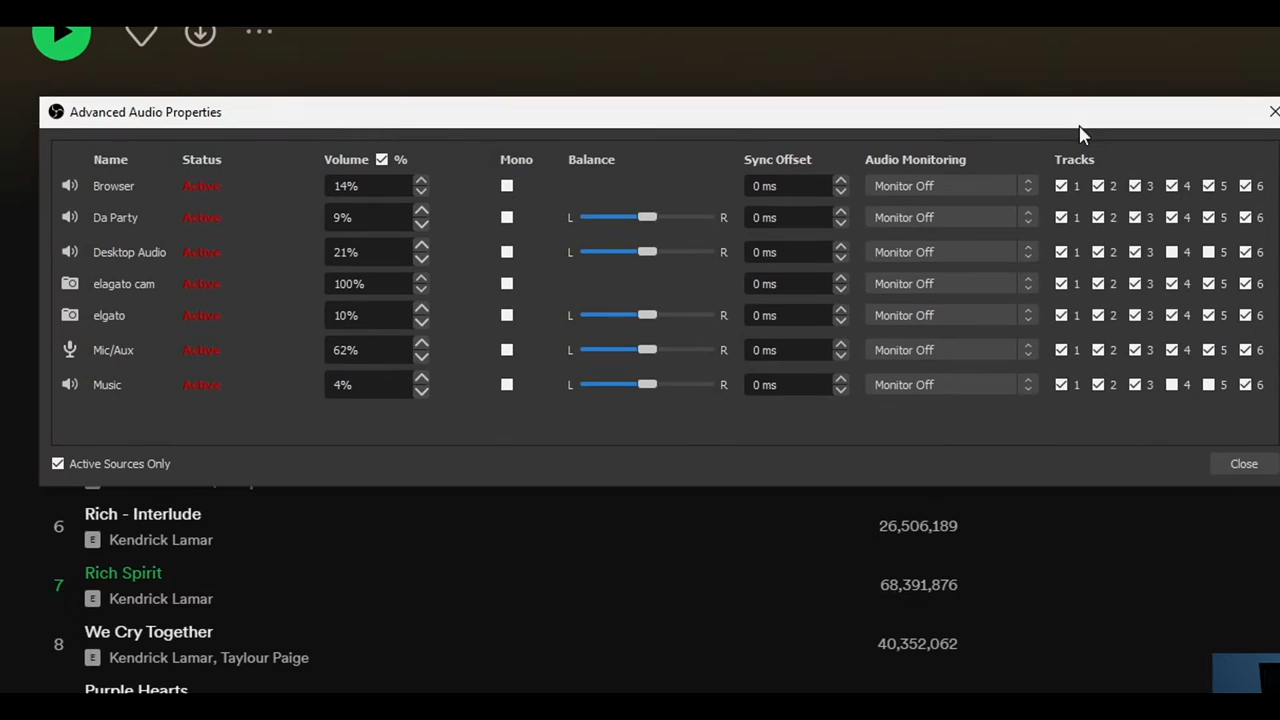 Advanced Audio Properties
Name Status Volume % Mono Balance Sync Offset Audio Monitoring Tracks
Browser Active 14% 0 ms Monitor Off 1 2 3 4 5 6
Da Party Active 9% L R 0 ms Monitor Off 1 2 3 4 5 6
Desktop Audio Active 21% L R 0 ms Monitor Off 1 2 3 4 5 6
elagato cam Active 100% 0 ms Monitor Off 1 2 3 4 5 6
elgato Active 10% L R 0 ms Monitor Off 1 2 3 4 5 6
Mic/Aux Active 62% L R 0 ms Monitor Off 1 2 3 4 5 6
Music Active 4% L R 0 ms Monitor Off 1 2 3 4 5 6
Active Sources Only Close
6 Rich - Interlude 26,506,189
E Kendrick Lamar
7 Rich Spirit 68,391,876
E Kendrick Lamar
8 We Cry Together 40,352,062
E Kendrick Lamar, Taylour Paige
Purple Hearts